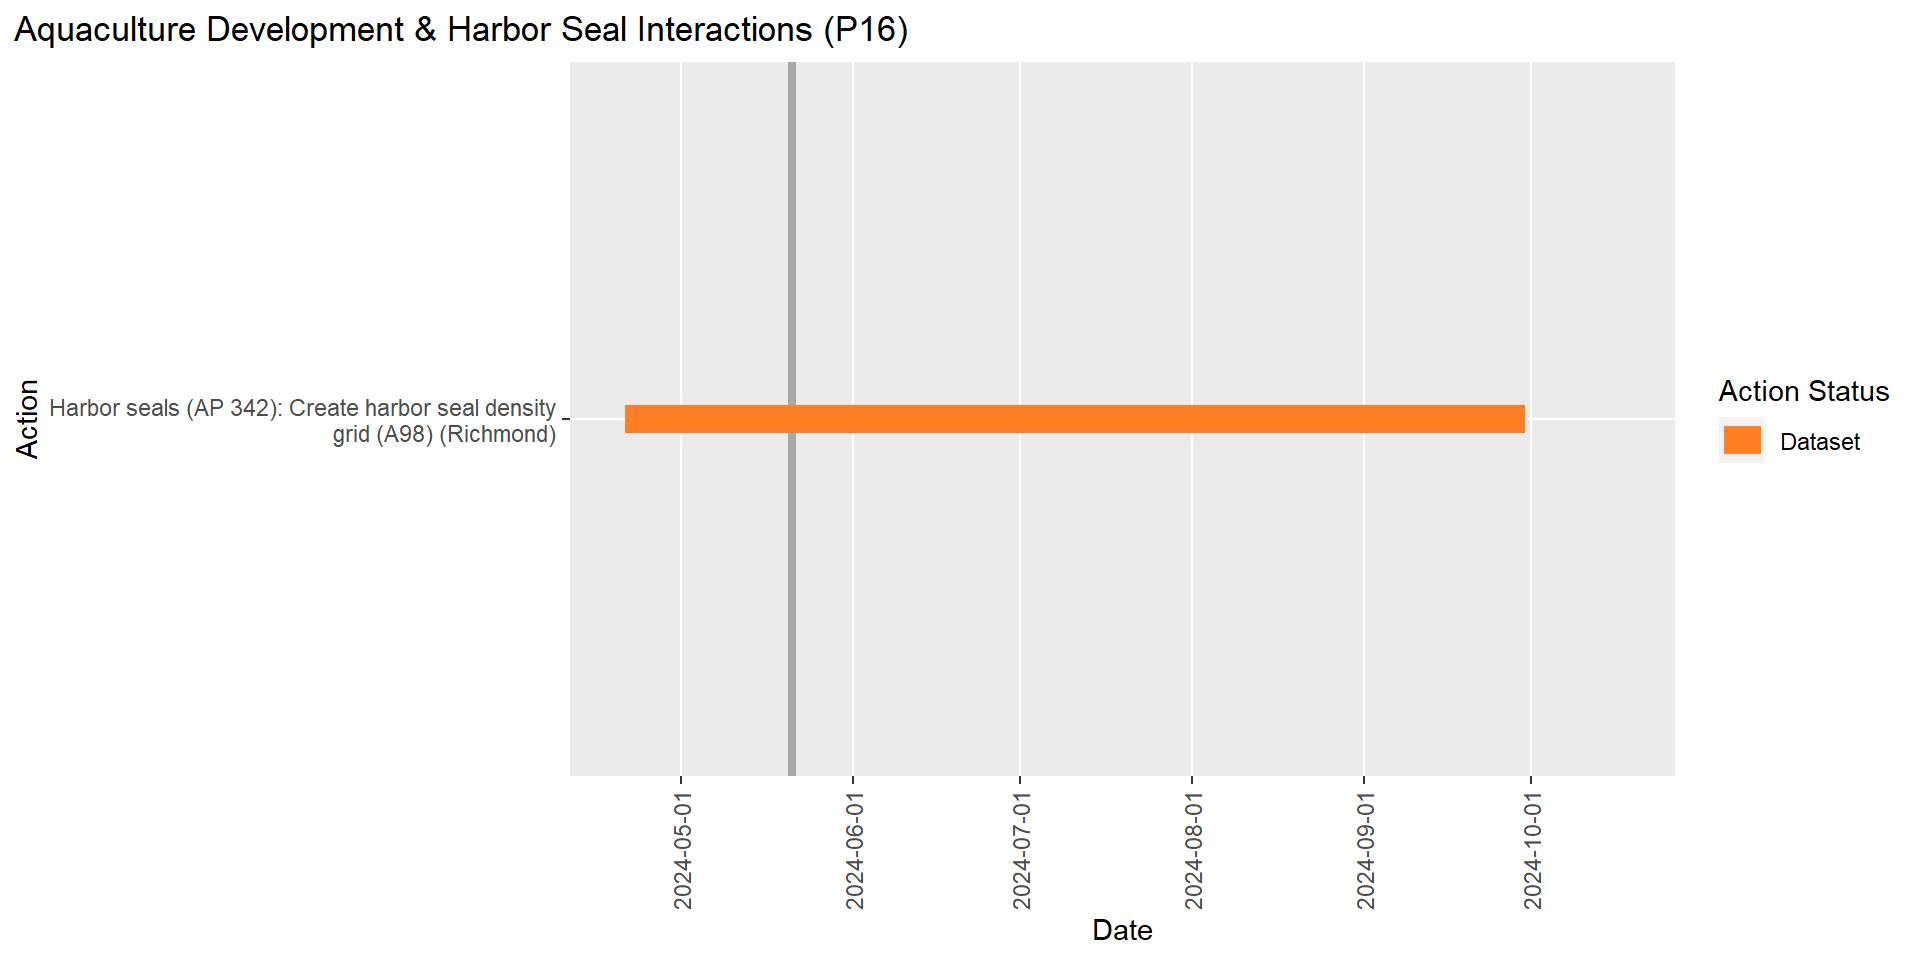 Aquaculture Development & Harbor Seal Interactions (P16)
Action
Harbor seals (AP 342): Create harbor seal density
grid (A98) (Richmond)
Action Status
Dataset
2024-05-01
2024-06-01
2024-07-01
2024-08-01
2024-09-01
2024-10-01
Date